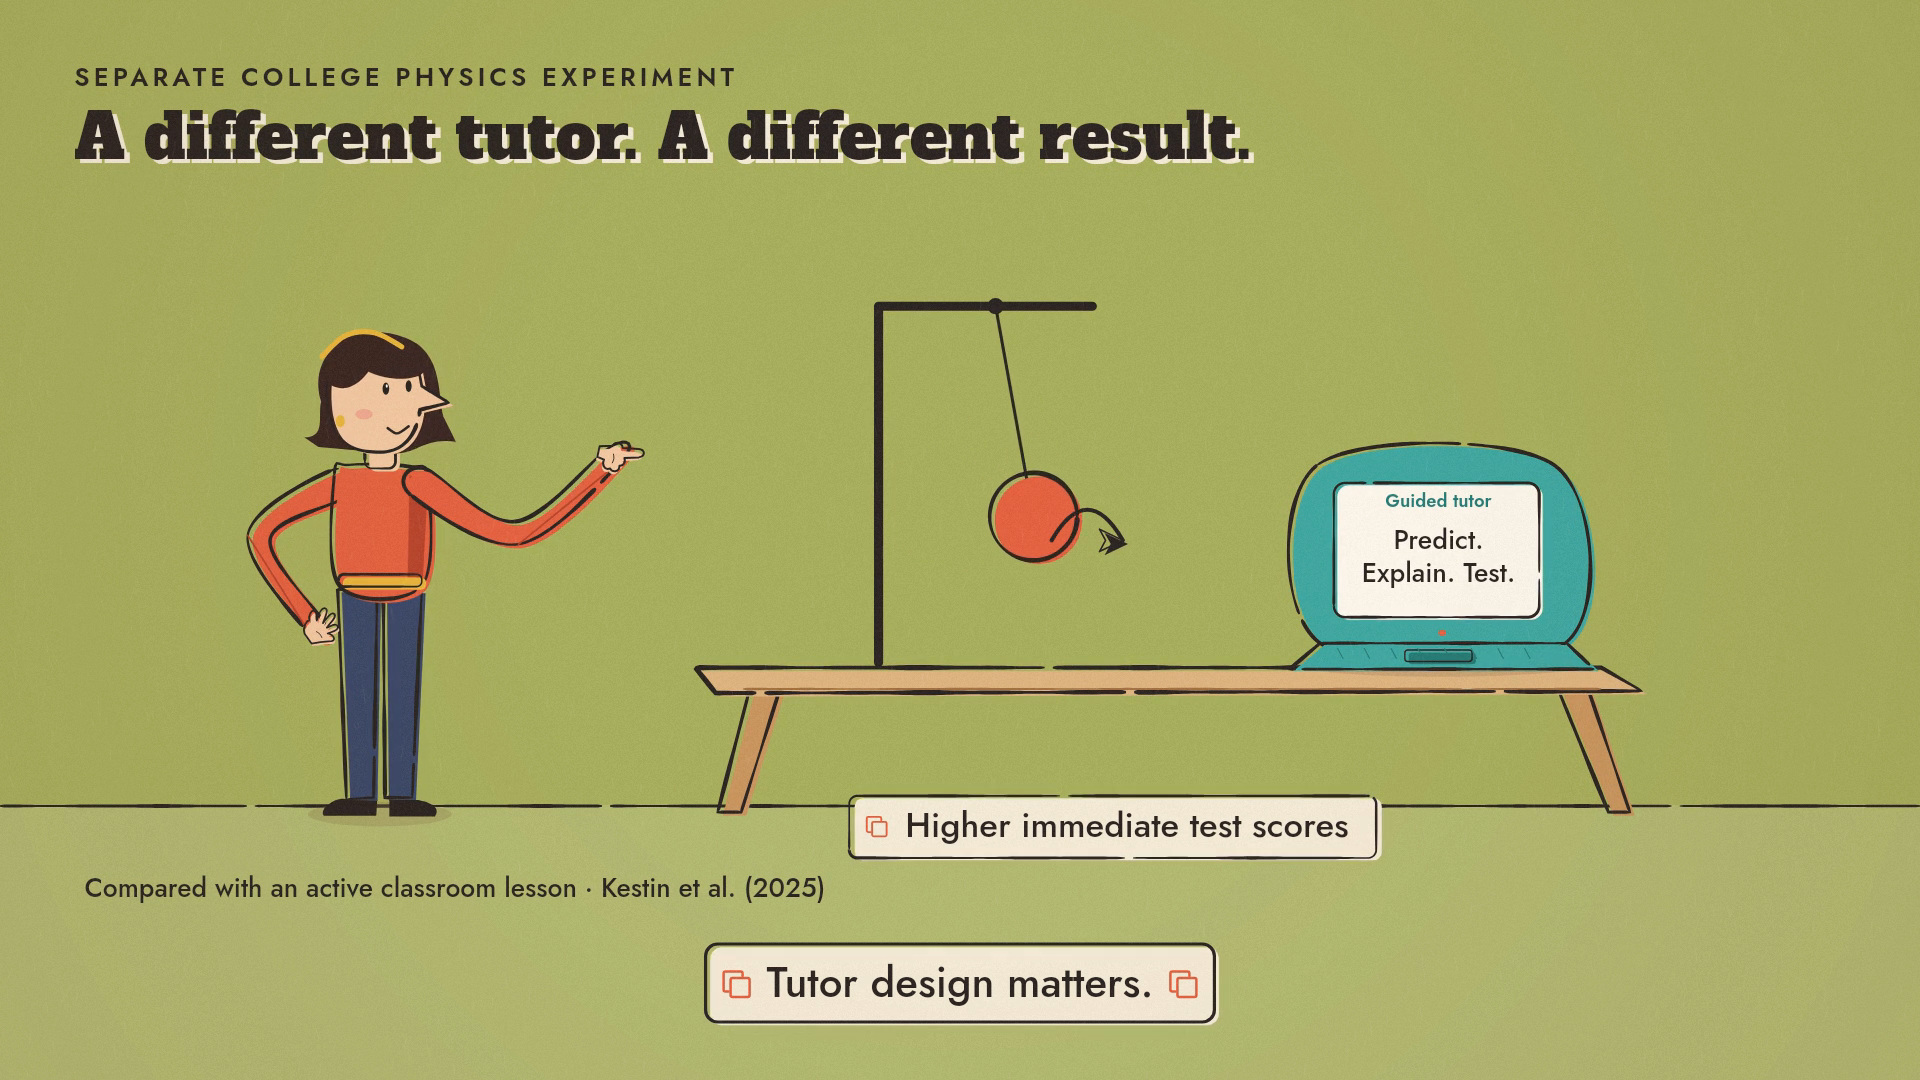 SEPARATE COLLEGE PHYSICS EXPERIMENT
A different tutor. A different result.
Guided tutor
Predict.
Explain. Test.
Higher immediate test scores
Compared with an active classroom lesson · Kestin et al. (2025)
Tutor design matters.